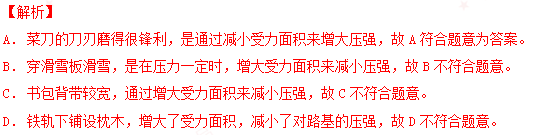 【解析】
A. 菜刀的刀刃磨得很锋利，是通过减小受力面积来增大压强，故 A 符合题意为答案。
B. 穿滑雪板滑雪，是在压力一定时，增大受力面积来减小压强，故 B 不符合题意。
C. 书包背带较宽，通过增大受力面积来减小压强，故 C 不符合题意。
D. 铁轨下铺设枕木，增大了受力面积，减小了对路基的压强，故 D 不符合题意。